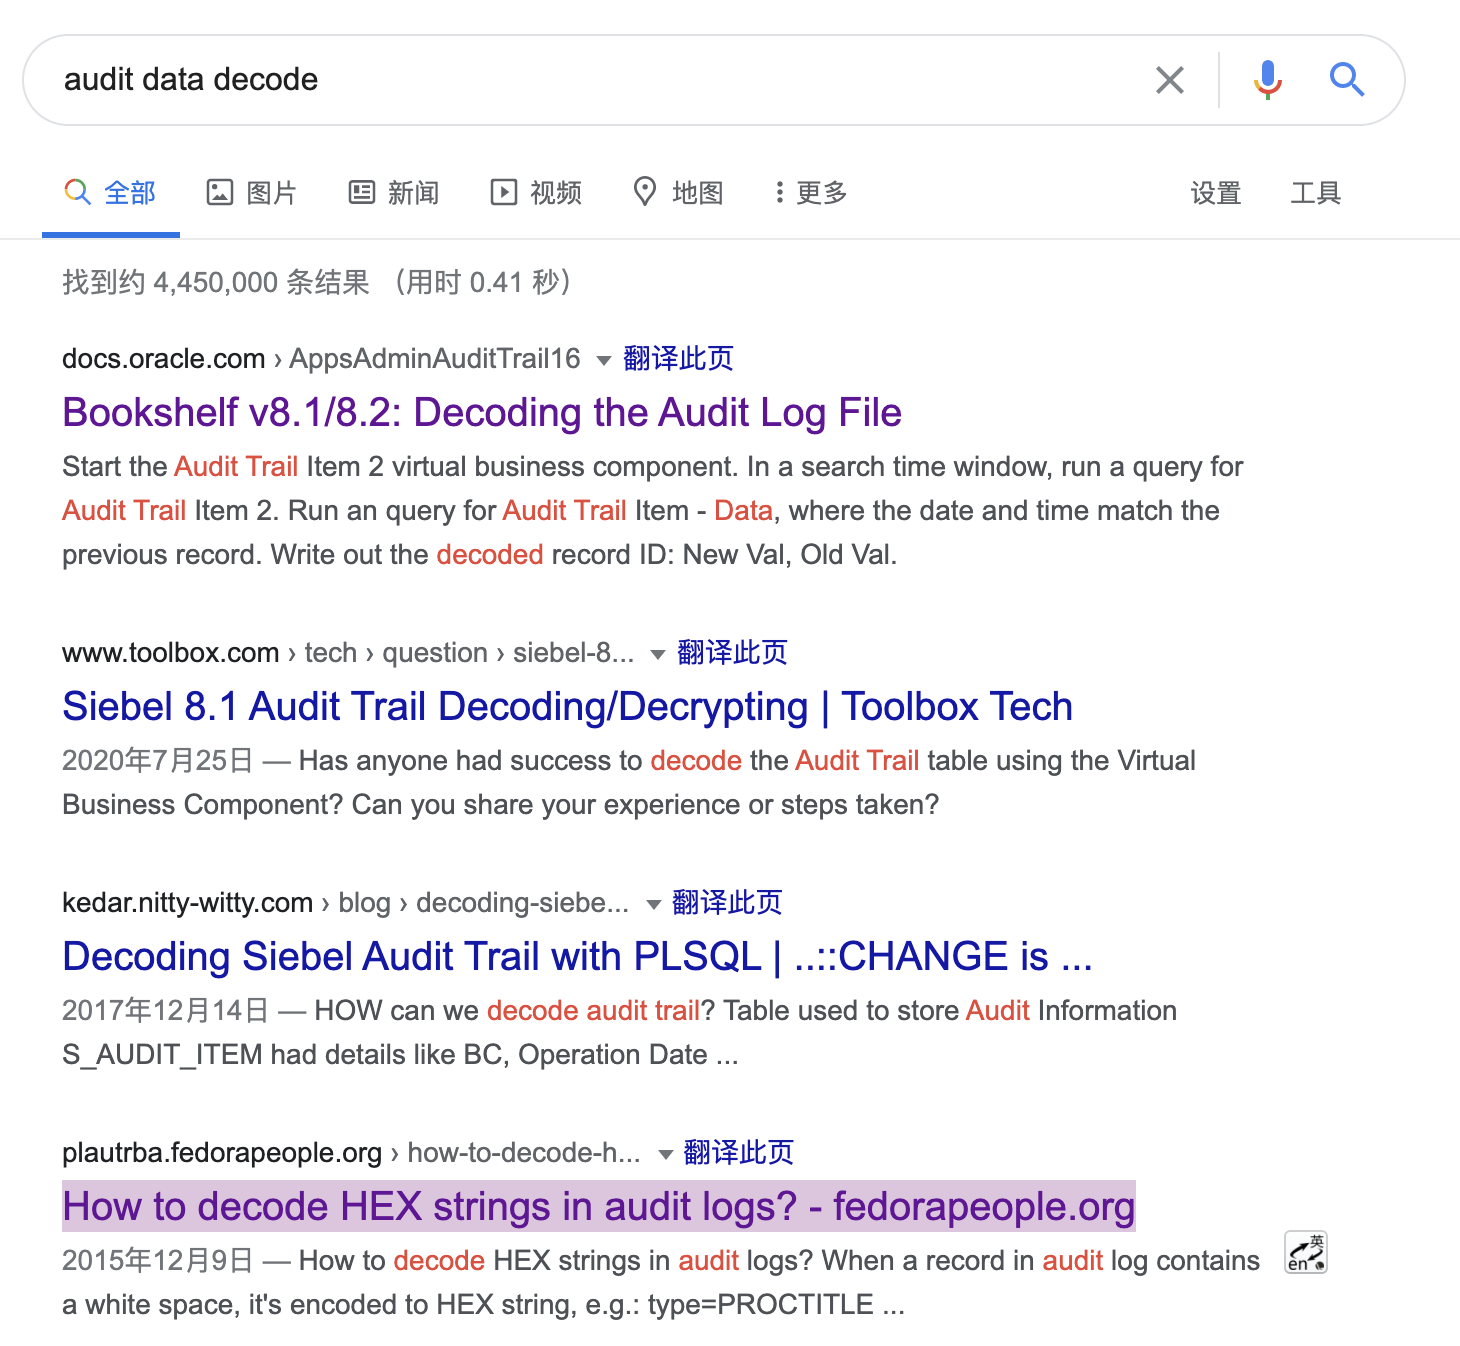 audit data decode
全部 图片 新闻 视频 地图 更多 设置 工具
找到约 4,450,000 条结果 （用时 0.41 秒）
docs.oracle.com › AppsAdminAuditTrail16 翻译此页
Bookshelf v8.1/8.2: Decoding the Audit Log File
Start the Audit Trail Item 2 virtual business component. In a search time window, run a query for
Audit Trail Item 2. Run an query for Audit Trail Item - Data, where the date and time match the
previous record. Write out the decoded record ID: New Val, Old Val.
www.toolbox.com › tech › question › siebel-8... 翻译此页
Siebel 8.1 Audit Trail Decoding/Decrypting | Toolbox Tech
2020年7月25日 — Has anyone had success to decode the Audit Trail table using the Virtual
Business Component? Can you share your experience or steps taken?
kedar.nitty-witty.com › blog › decoding-siebe... 翻译此页
Decoding Siebel Audit Trail with PLSQL | ..::CHANGE is ...
2017年12月14日 — HOW can we decode audit trail? Table used to store Audit Information
S_AUDIT_ITEM had details like BC, Operation Date ...
plautrba.fedorapeople.org › how-to-decode-h... 翻译此页
How to decode HEX strings in audit logs? - fedorapeople.org
2015年12月9日 — How to decode HEX strings in audit logs? When a record in audit log contains
a white space, it's encoded to HEX string, e.g.: type=PROCTITLE ...
英
en